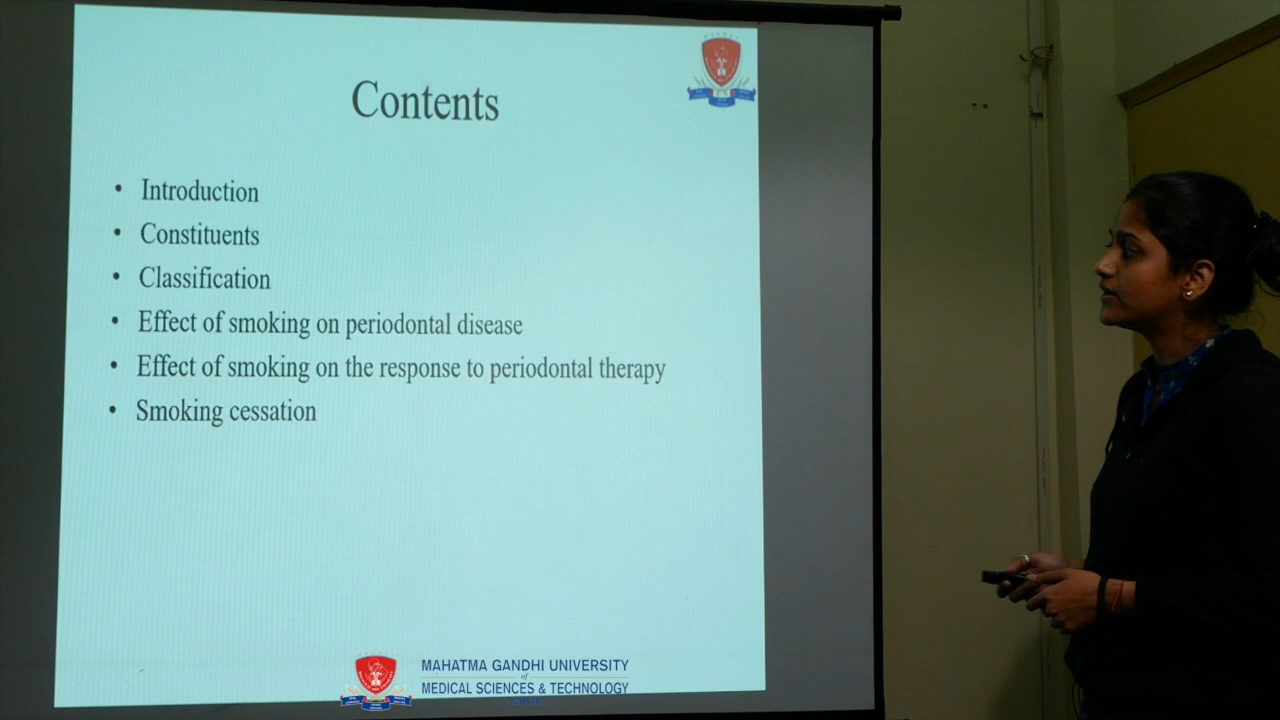 Contents
• Introduction
• Constituents
• Classification
• Effect of smoking on periodontal disease
• Effect of smoking on the response to periodontal therapy
• Smoking cessation
MAHATMA GANDHI UNIVERSITY
of
MEDICAL SCIENCES & TECHNOLOGY